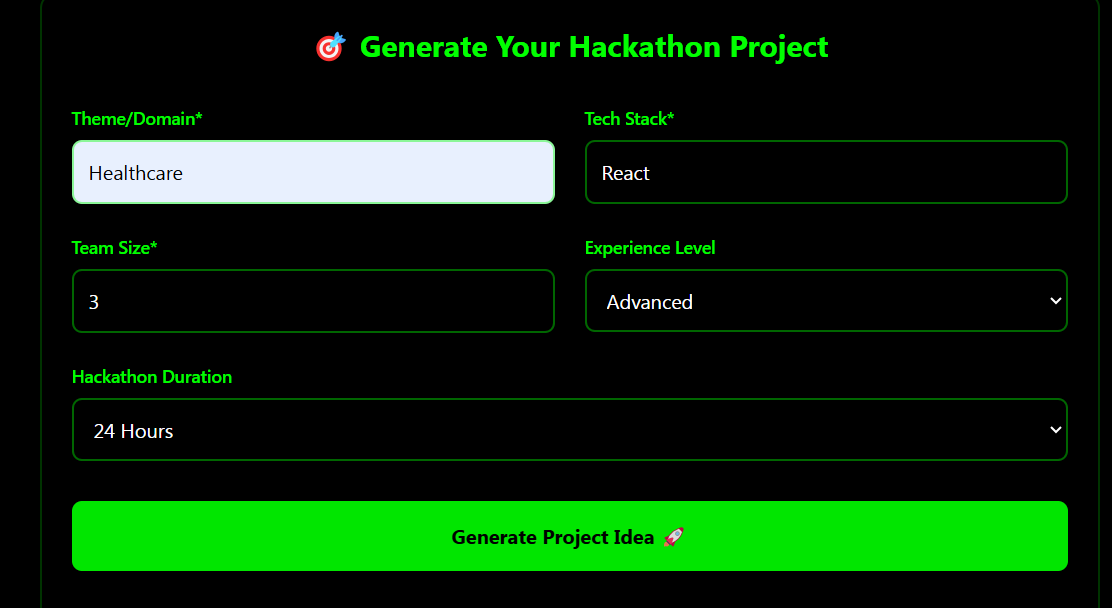 🎯 Generate Your Hackathon Project
Theme/Domain* Tech Stack*
Healthcare React
Team Size* Experience Level
3 Advanced
Hackathon Duration
24 Hours
Generate Project Idea 🚀